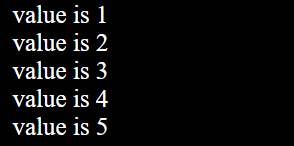 value is 1
value is 2
value is 3
value is 4
value is 5